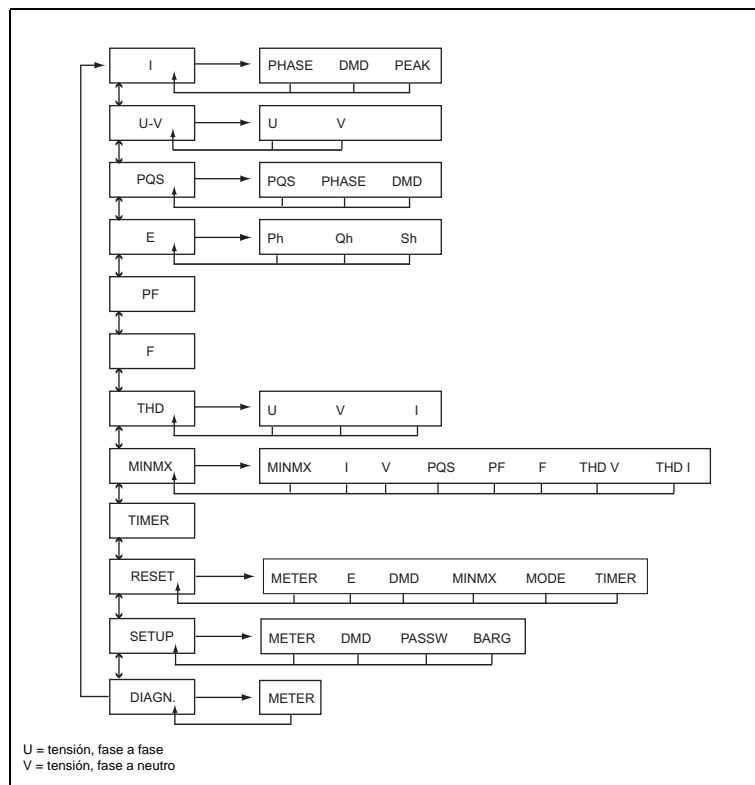 I PHASE DMD PEAK
U-V U V
PQS PQS PHASE DMD
E Ph Qh Sh
PF
F
THD U V I
MINMX MINMX I V PQS PF F THD V THD I
TIMER
RESET METER E DMD MINMX MODE TIMER
SETUP METER DMD PASSW BARG
DIAGN. METER
U = tensión, fase a fase
V = tensión, fase a neutro